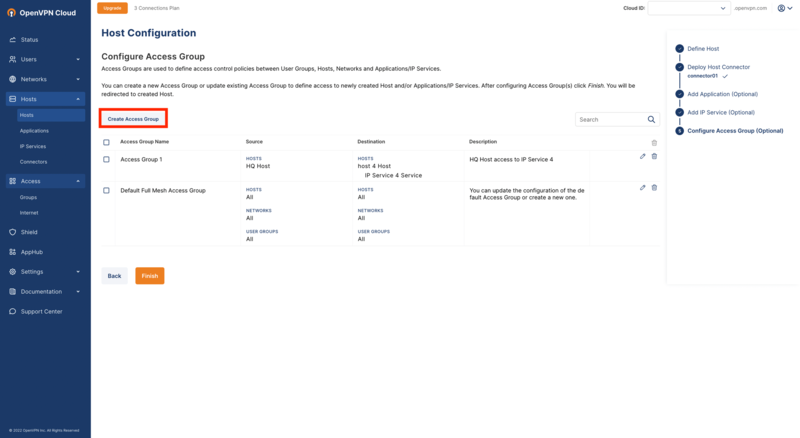 OpenVPN Cloud
Upgrade
3 Connections Plan
Cloud ID:
openvpn.com
Status
Users
Networks
Hosts
Hosts
Applications
IP Services
Connectors
Access
Groups
Internet
Shield
AppHub
Settings
Documentation
Support Center
© 2022 OpenVPN Inc. All Rights Reserved
Host Configuration
Configure Access Group
Access Groups are used to define access control policies between User Groups, Hosts, Networks and Applications/IP Services.
You can create a new Access Group or update existing Access Group to define access to newly created Host and/or Applications/IP Services. After configuring Access Group(s) click Finish. You will be
redirected to created Host.
Create Access Group
Search
Access Group Name Source Destination Description
Access Group 1
HOSTS
HQ Host
HOSTS
host 4 Host
IP Service 4 Service
HQ Host access to IP Service 4
Default Full Mesh Access Group
HOSTS
All
NETWORKS
All
USER GROUPS
All
HOSTS
All
NETWORKS
All
USER GROUPS
All
You can update the configuration of the de
fault Access Group or create a new one.
Back
Finish
Define Host
Deploy Host Connector
connector01
Add Application (Optional)
Add IP Service (Optional)
5 Configure Access Group (Optional)